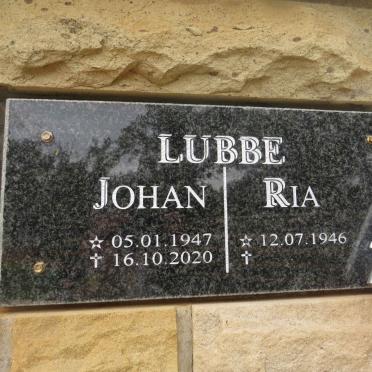 LUBBE
JOHAN RIA
☆ 05.01.1947 ☆ 12.07.1946
✝ 16.10.2020 ✝